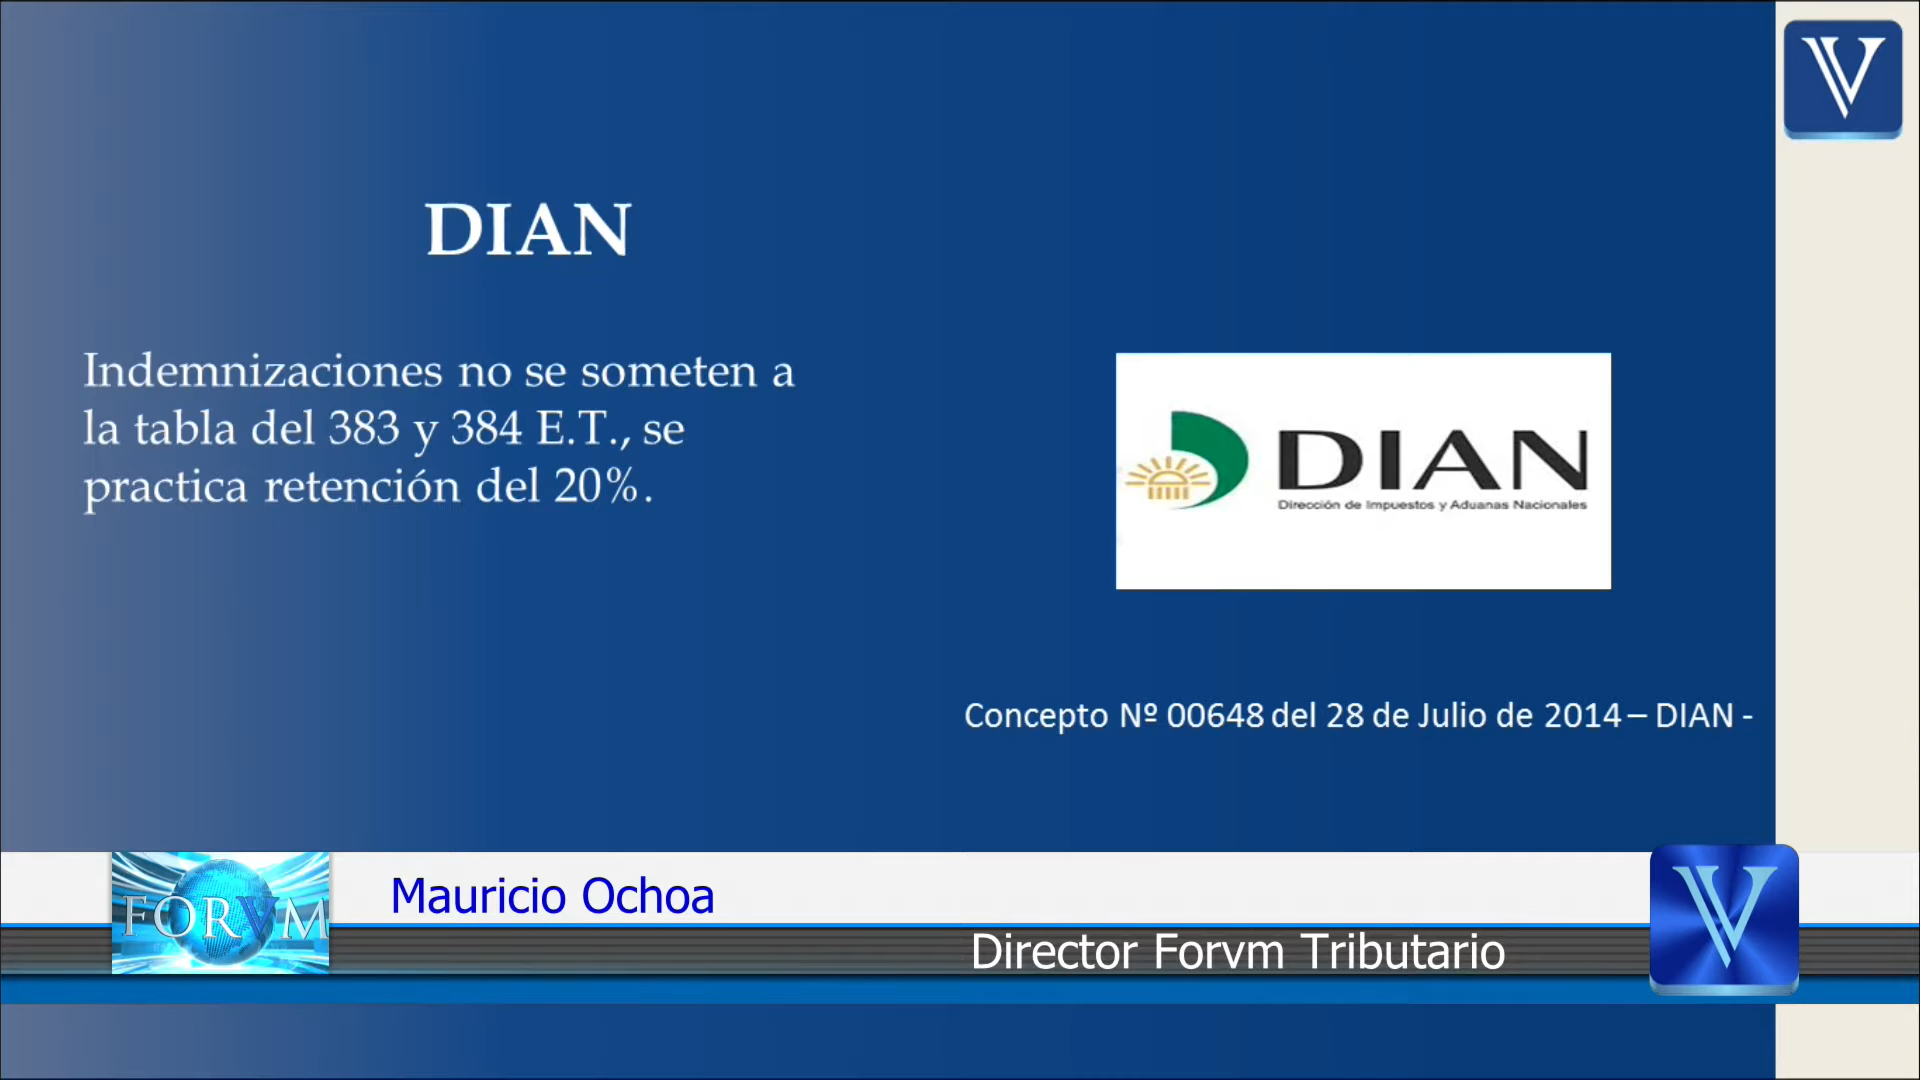 DIAN
Indemnizaciones no se someten a
la tabla del 383 y 384 E.T., se
practica retención del 20%.
DIAN
Dirección de Impuestos y Aduanas Nacionales
Concepto Nº 00648 del 28 de Julio de 2014 – DIAN -
FORVM
Mauricio Ochoa
Director Forvm Tributario